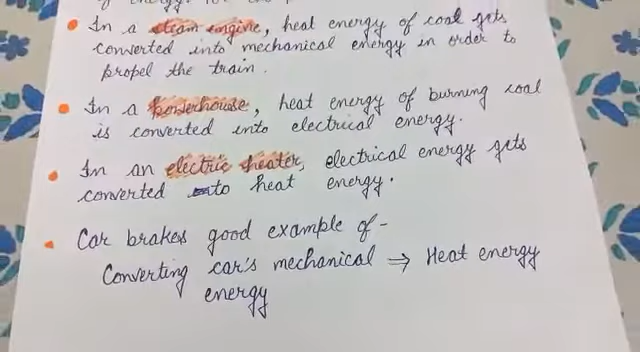 In a steam engine, heat energy of coal gets
converted into mechanical energy in order to
propel the train.
In a powerhouse, heat energy of burning coal
is converted into electrical energy.
In an electric heater, electrical energy gets
converted into heat energy.
Car brakes good example of -
Converting car's mechanical ⇒ Heat energy
energy